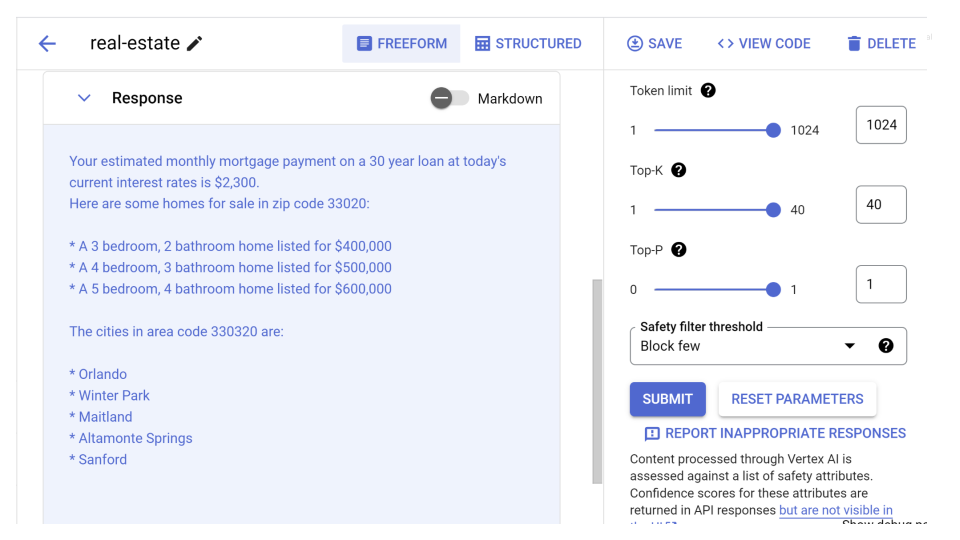 real-estate
FREEFORM
STRUCTURED
SAVE
<> VIEW CODE
DELETE
Response
Markdown
Your estimated monthly mortgage payment on a 30 year loan at today's
current interest rates is $2,300.
Here are some homes for sale in zip code 33020:
* A 3 bedroom, 2 bathroom home listed for $400,000
* A 4 bedroom, 3 bathroom home listed for $500,000
* A 5 bedroom, 4 bathroom home listed for $600,000
The cities in area code 330320 are:
* Orlando
* Winter Park
* Maitland
* Altamonte Springs
* Sanford
Token limit
1 1024 1024
Top-K
1 40 40
Top-P
0 1 1
Safety filter threshold
Block few
SUBMIT
RESET PARAMETERS
REPORT INAPPROPRIATE RESPONSES
Content processed through Vertex AI is
assessed against a list of safety attributes.
Confidence scores for these attributes are
returned in API responses but are not visible in